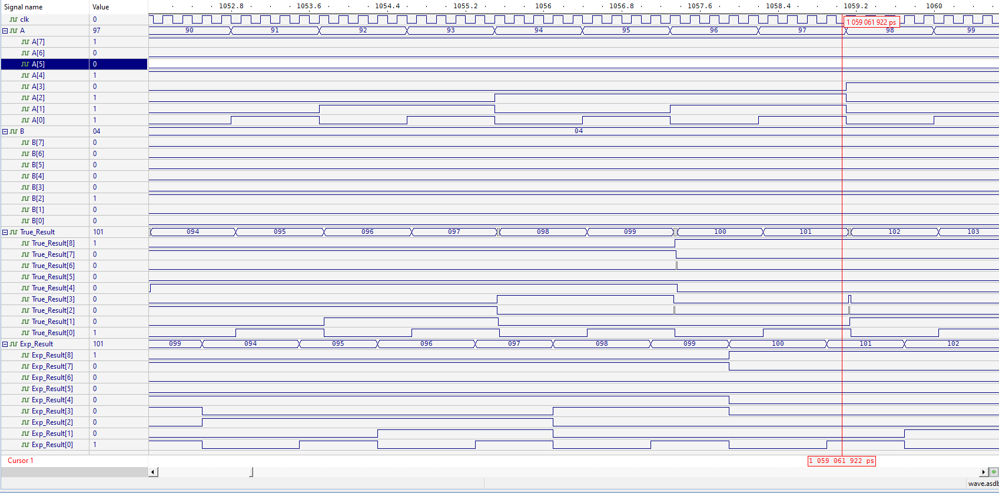 Signal name Value 1052.8 1053.6 1054.4 1055.2 1056 1056.8 1057.6 1058.4 1059.2 1060
clk 0 1 059 061 922 ps
A 97 90 91 92 93 94 95 96 97 98 99
A[7] 1
A[6] 0
A[5] 0
A[4] 1
A[3] 0
A[2] 1
A[1] 1
A[0] 1
B 04 04
B[7] 0
B[6] 0
B[5] 0
B[4] 0
B[3] 0
B[2] 1
B[1] 0
B[0] 0
True_Result 101 094 095 096 097 098 099 100 101 102 103
True_Result[8] 1
True_Result[7] 0
True_Result[6] 0
True_Result[5] 0
True_Result[4] 0
True_Result[3] 0
True_Result[2] 0
True_Result[1] 0
True_Result[0] 1
Exp_Result 101 099 094 095 096 097 098 099 100 101 102
Exp_Result[8] 1
Exp_Result[7] 0
Exp_Result[6] 0
Exp_Result[5] 0
Exp_Result[4] 0
Exp_Result[3] 0
Exp_Result[2] 0
Exp_Result[1] 0
Exp_Result[0] 1
Cursor 1 1 059 061 922 ps
wave.asdb